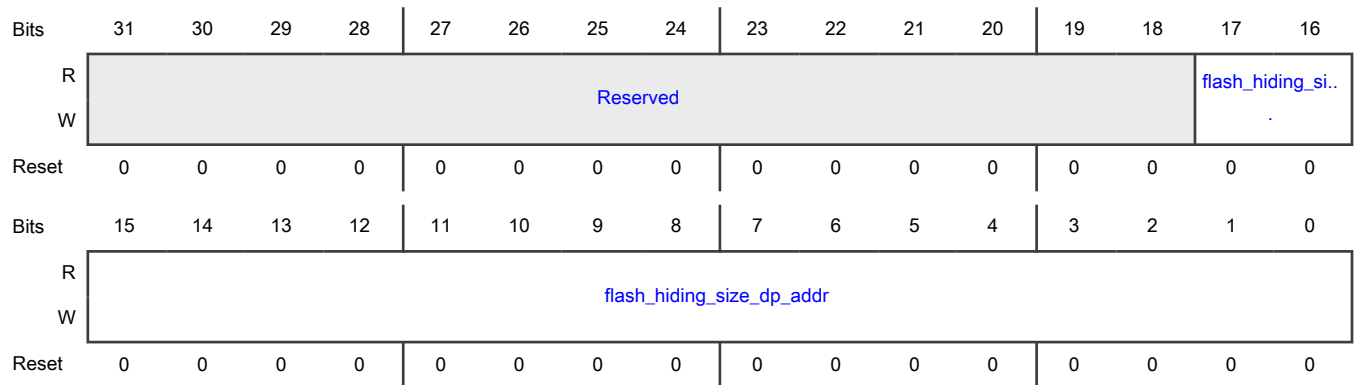 Bits 31 30 29 28 27 26 25 24 23 22 21 20 19 18 17 16
R
Reserved
flash_hiding_si..
.
W
Reset 0 0 0 0 0 0 0 0 0 0 0 0 0 0 0 0
Bits 15 14 13 12 11 10 9 8 7 6 5 4 3 2 1 0
R
flash_hiding_size_dp_addr
W
Reset 0 0 0 0 0 0 0 0 0 0 0 0 0 0 0 0